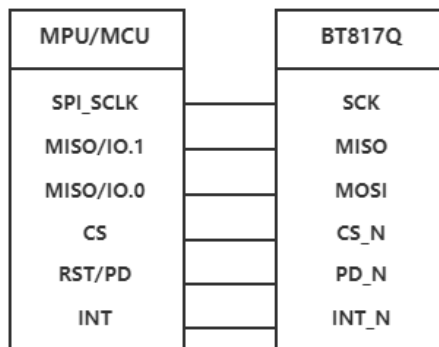 MPU/MCU BT817Q
SPI_SCLK SCK
MISO/IO.1 MISO
MISO/IO.0 MOSI
CS CS_N
RST/PD PD_N
INT INT_N